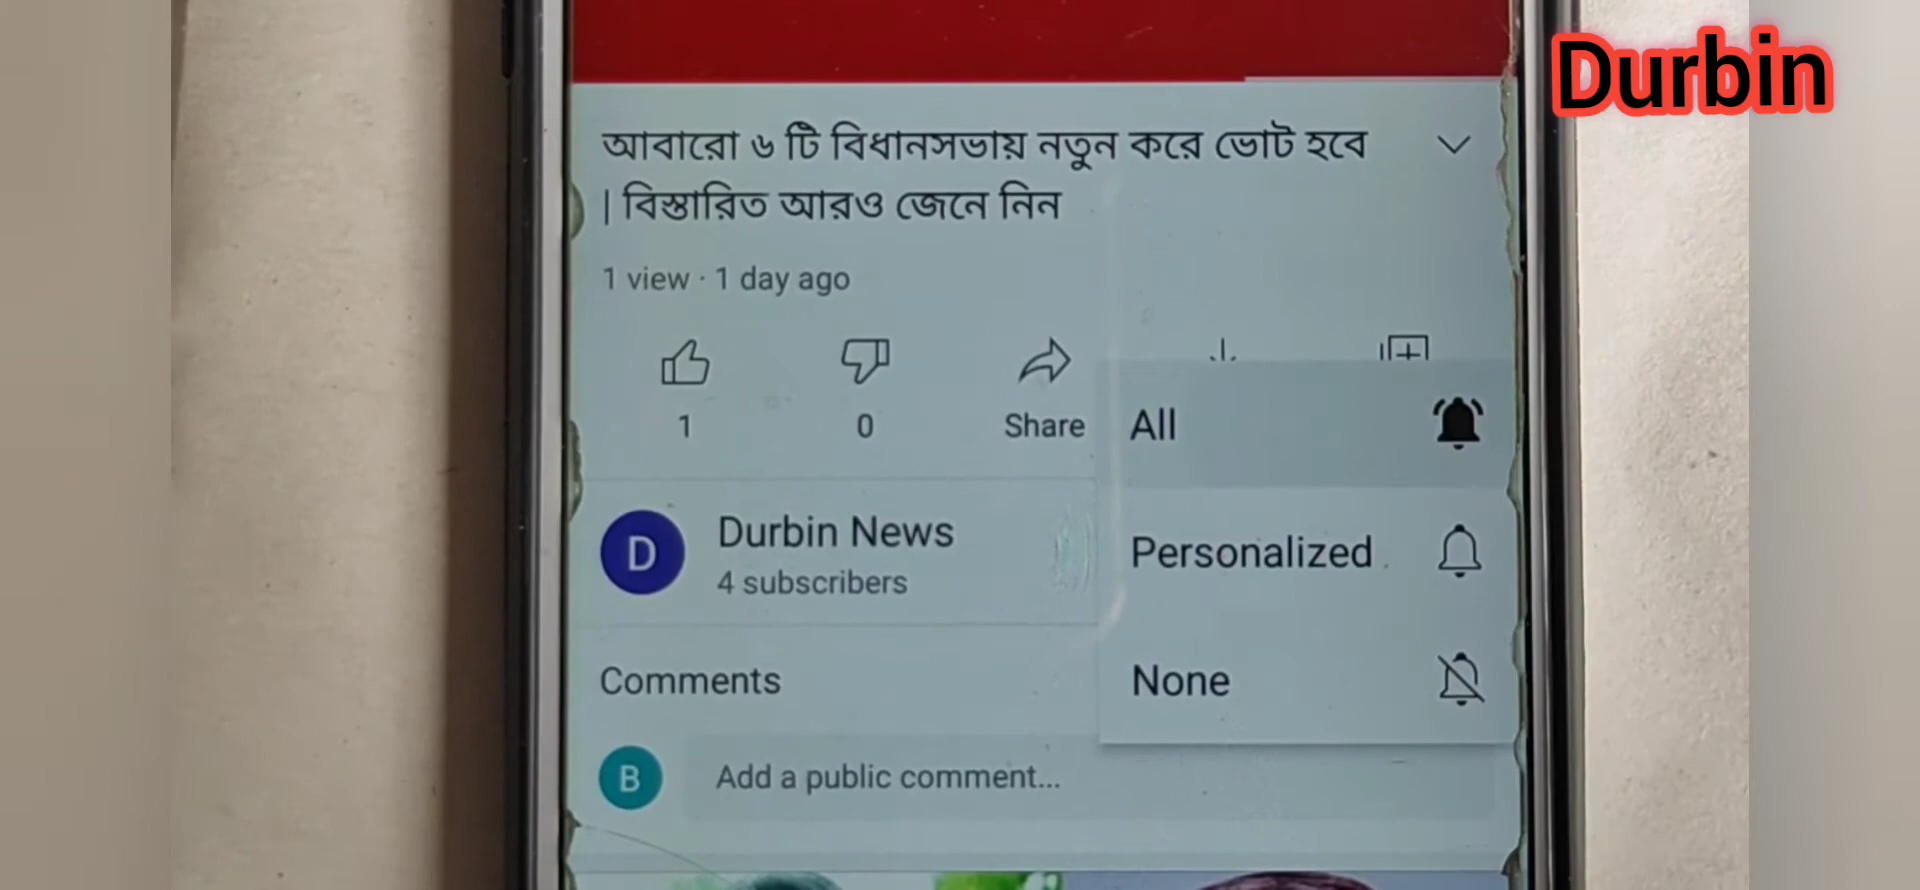 Durbin
আবারো ৬ টি বিধানসভায় নতুন করে ভোট হবে
| বিস্তারিত আরও জেনে নিন
1 view · 1 day ago
1
0
Share
All
D
Durbin News
4 subscribers
Personalized
Comments
None
B
Add a public comment...